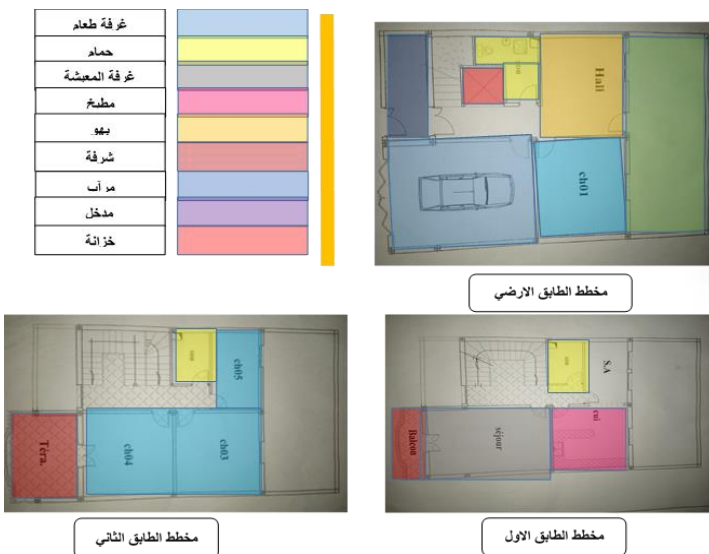 غرفة طعام
حمام
غرفة المعيشة
مطبخ
بهو
شرفة
مرآب
مدخل
خزانة
Hall
ch01
مخطط الطابق الارضي
ch05
ch04
ch03
Téra.
مخطط الطابق الثاني
S.A
cui
séjour
Balcon
مخطط الطابق الاول